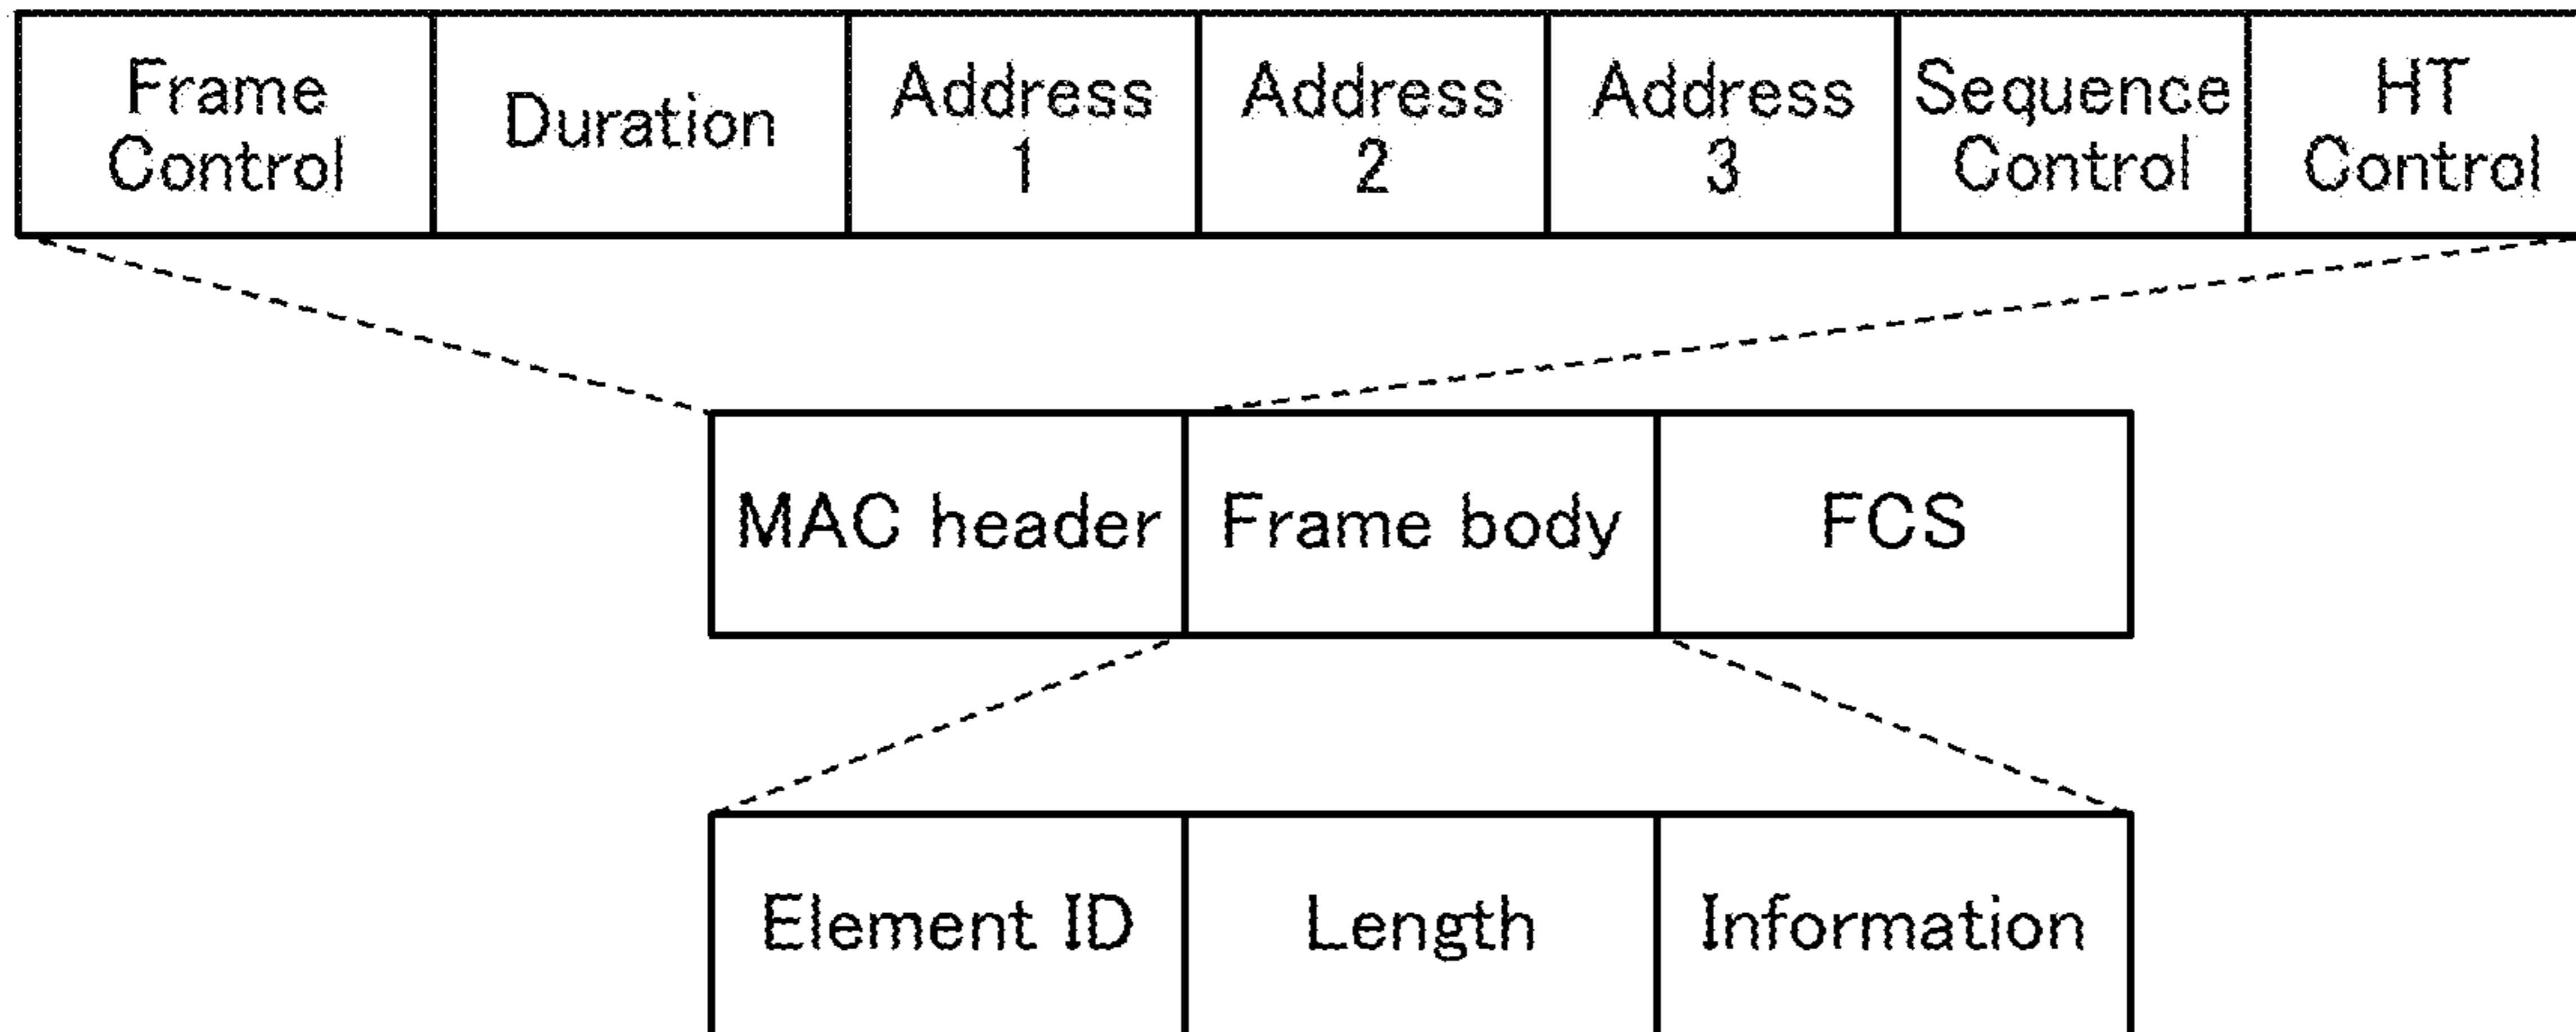 Frame Control
Duration
Address 1
Address 2
Address 3
Sequence Control
HT Control
MAC header
Frame body
FCS
Element ID
Length
Information